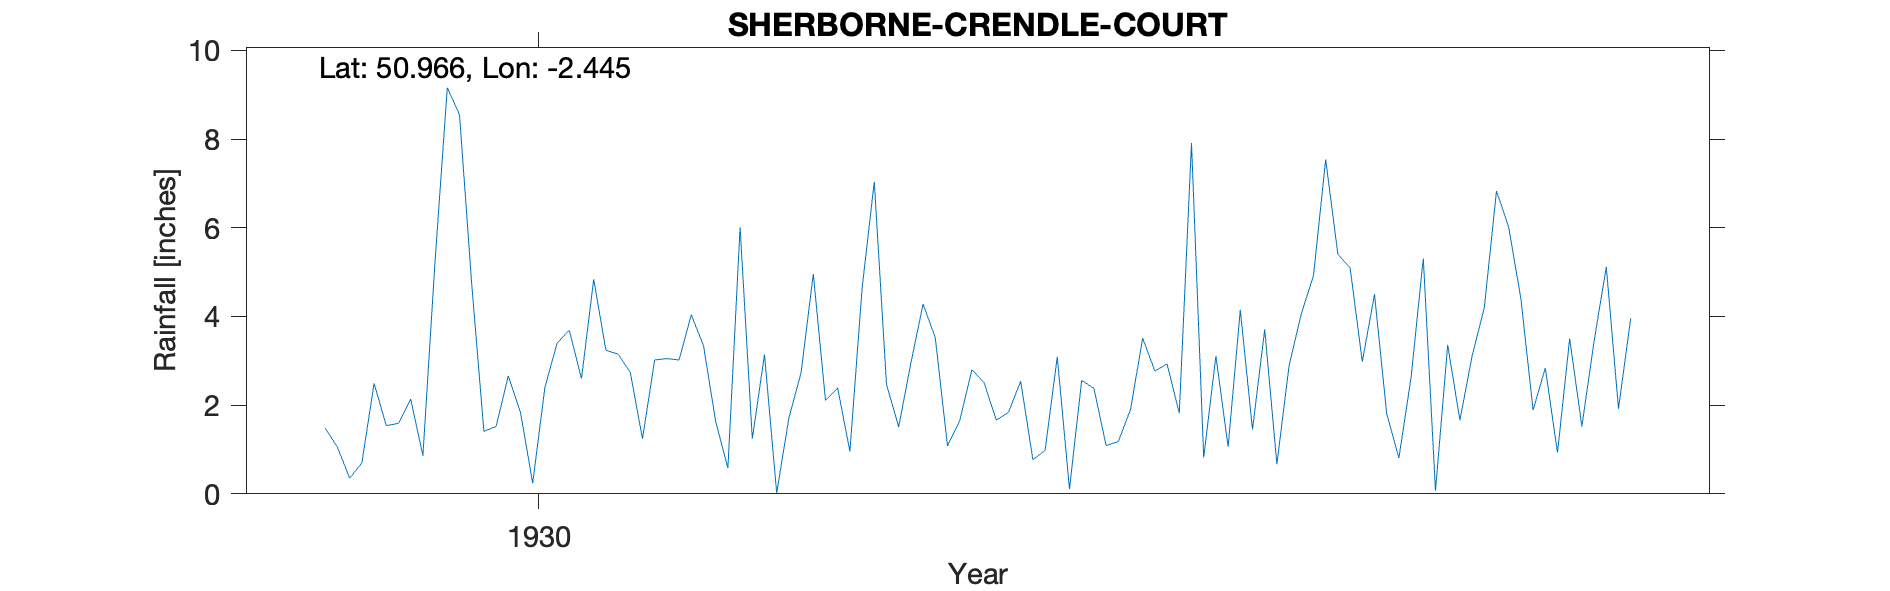 SHERBORNE-CRENDLE-COURT
Lat: 50.966, Lon: -2.445
10
8
6
4
2
0
Rainfall [inches]
1930
Year